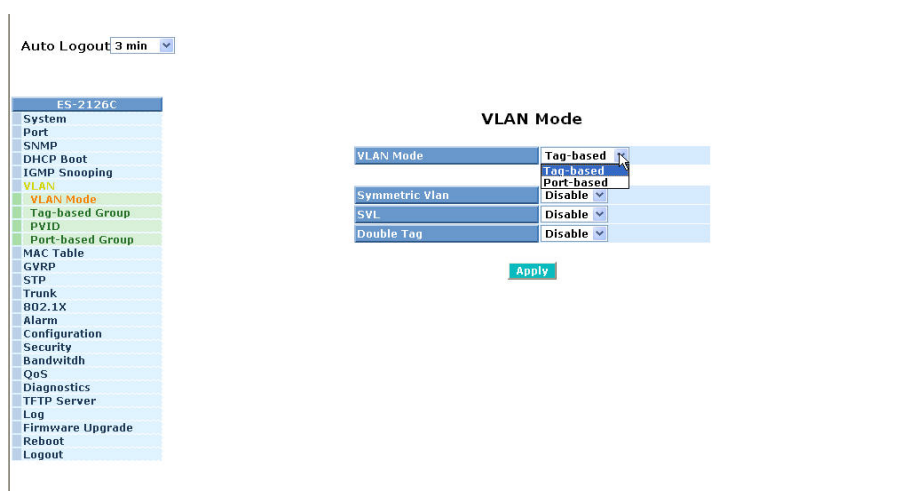 Auto Logout 3 min
ES-2126C
System
Port
SNMP
DHCP Boot
IGMP Snooping
VLAN
VLAN Mode
Tag-based Group
PVID
Port-based Group
MAC Table
GVRP
STP
Trunk
802.1X
Alarm
Configuration
Security
Bandwitdh
QoS
Diagnostics
TFTP Server
Log
Firmware Upgrade
Reboot
Logout
VLAN Mode
VLAN Mode Tag-based
Tag-based
Port-based
Symmetric Vlan Disable
SVL Disable
Double Tag Disable
Apply